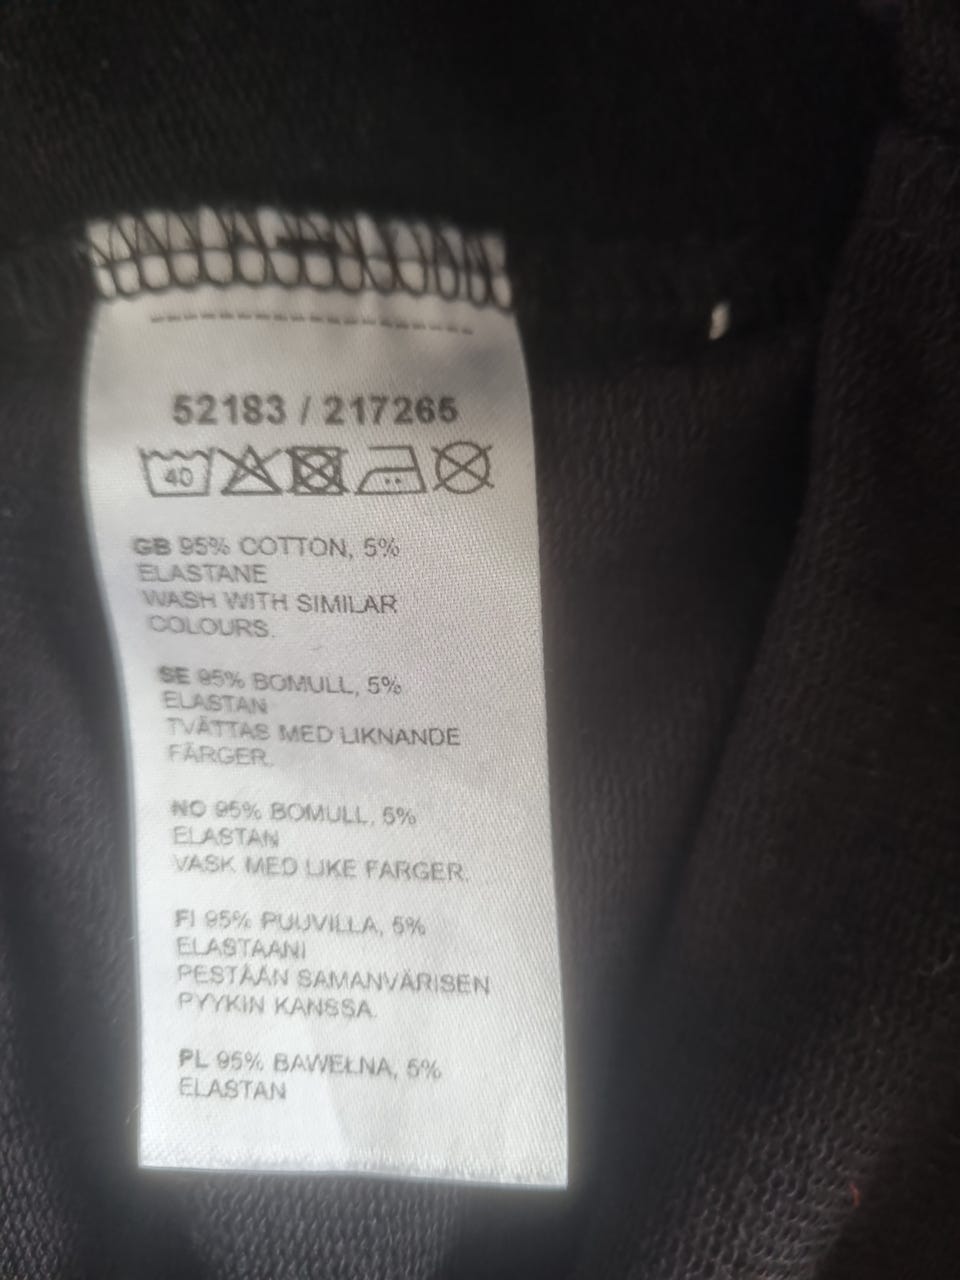 52183 / 217265
40
GB 95% COTTON, 5%
ELASTANE
WASH WITH SIMILAR
COLOURS.
SE 95% BOMULL, 5%
ELASTAN
TVÄTTAS MED LIKNANDE
FÄRGER.
NO 95% BOMULL, 5%
ELASTAN
VASK MED LIKE FARGER.
FI 95% PUUVILLA, 5%
ELASTAANI
PESTÄÄN SAMANVÄRISEN
PYYKIN KANSSA.
PL 95% BAWEŁNA, 5%
ELASTAN